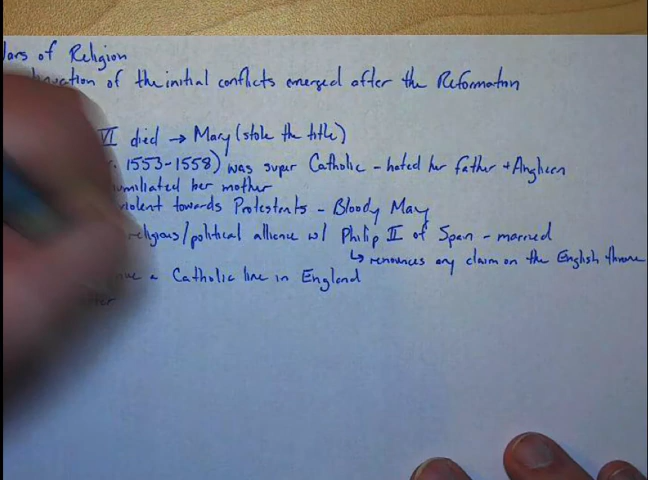 ars of Religion
of the initial conflicts emerged after the Reformation
VI died → Mary (stole the title)
1553-1558) was super Catholic - hated her father + Anglican
humiliated her mother
violent towards Protestants - Bloody May
religious/political alliance w/ Philip II of Spain - married
↳ renounces any claim on the English throne
a Catholic line in England